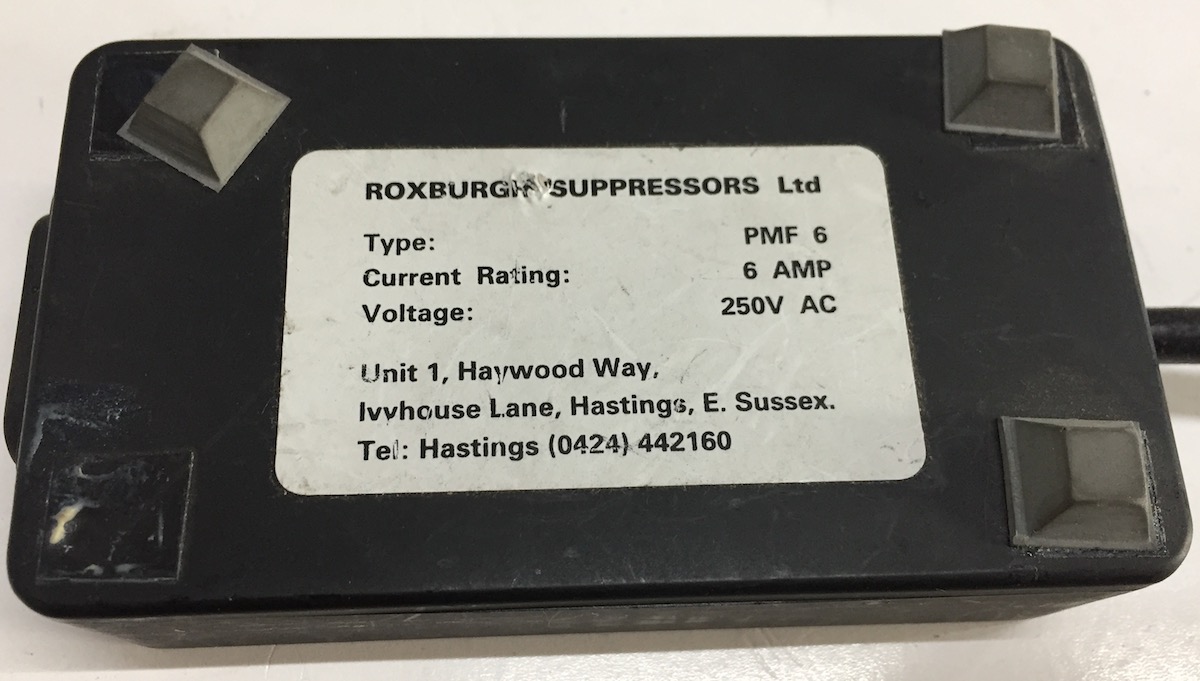 ROXBURGH SUPPRESSORS Ltd
Type: PMF 6
Current Rating: 6 AMP
Voltage: 250V AC
Unit 1, Haywood Way,
Ivyhouse Lane, Hastings, E. Sussex.
Tel: Hastings (0424) 442160